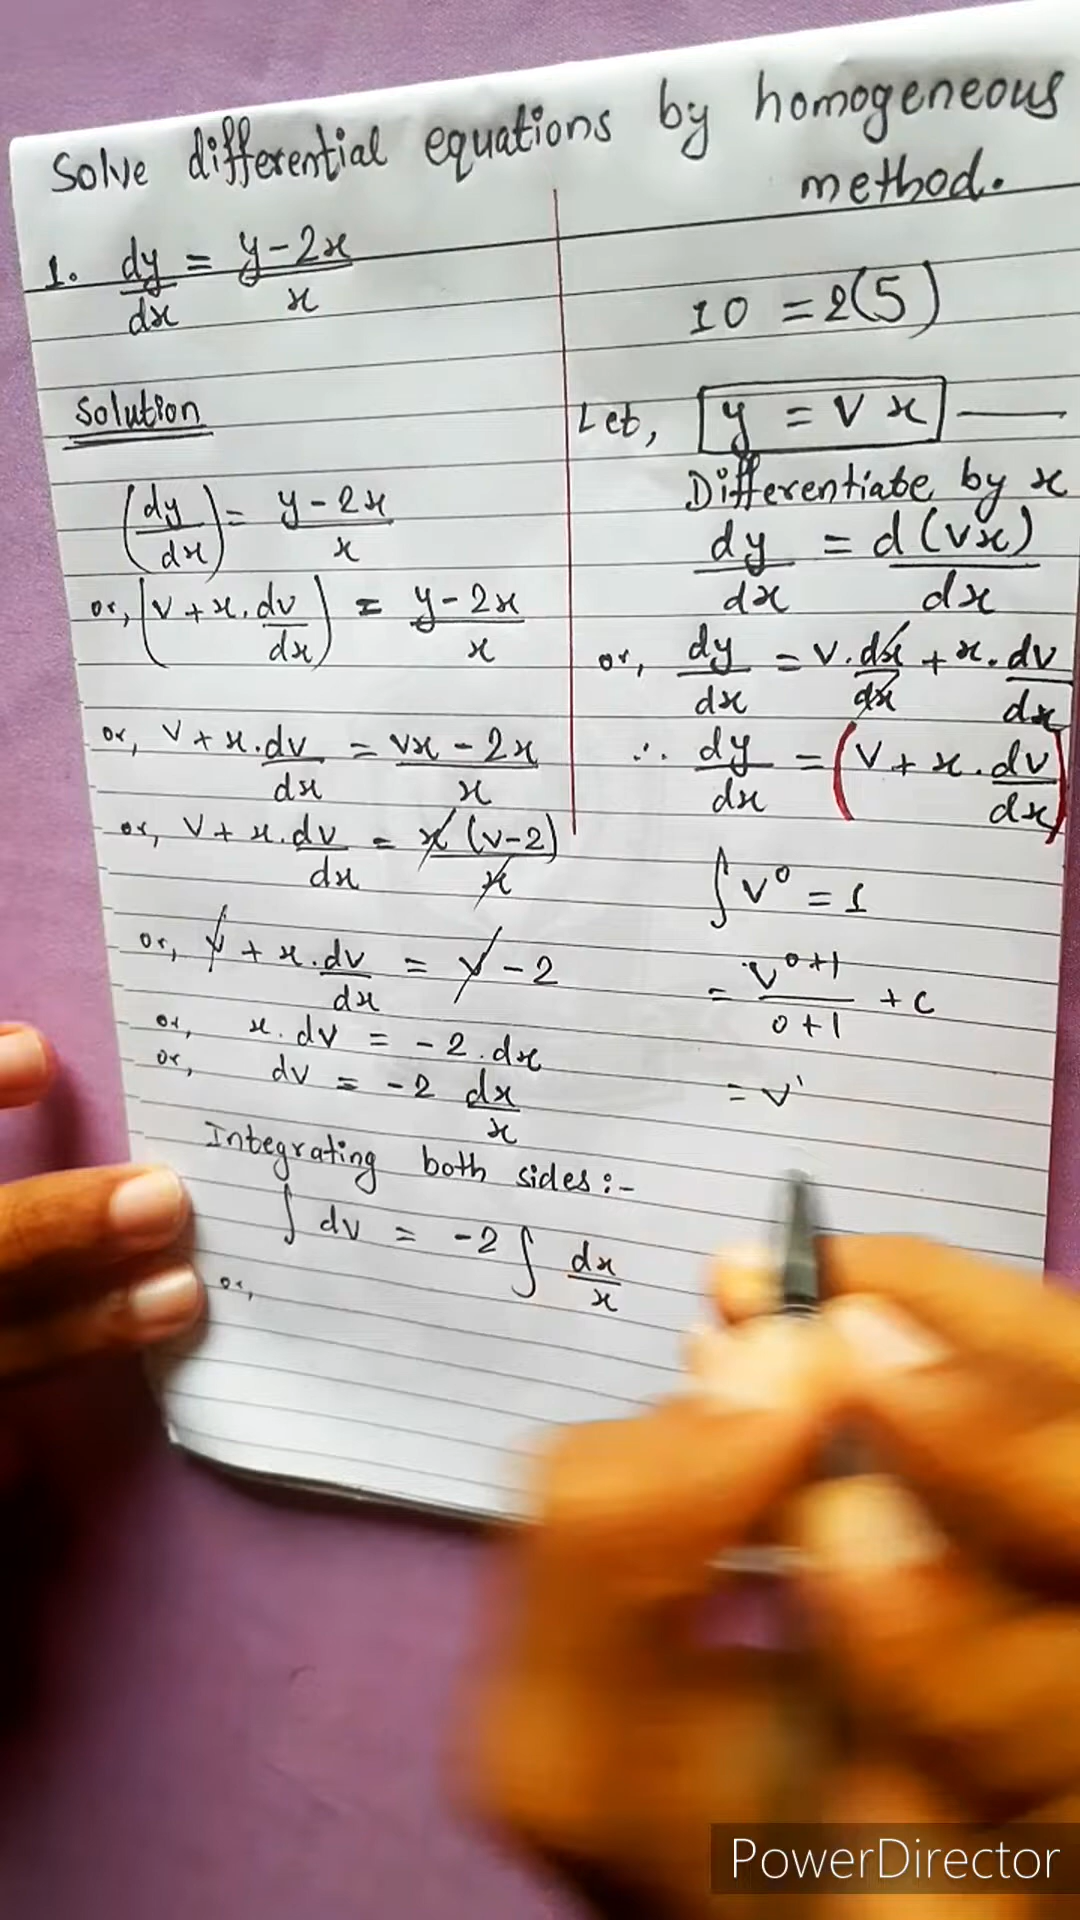 Solve differential equations by homogeneous
method.
1. dy/dx = y-2x/x
Solution
(dy/dx) = y-2x/x
or, (v + x.dv/dx) = y-2x/x
or, v + x.dv/dx = vx - 2x/x
or, v + x.dv/dx = x(v-2)/x
or, v + x.dv/dx = v - 2
or, x.dv = -2.dx
or, dv = -2 dx/x
Integrating both sides:-
∫dv = -2∫dx/x
or,
10 = 2(5)
Let, y = vx
Differentiate by x
dy/dx = d(vx)/dx
or, dy/dx = v.dx/dx + x.dv/dx
∴ dy/dx = (v + x.dv/dx)
∫v⁰ = 1
= v⁰⁺¹/0+1 + c
= v¹
PowerDirector